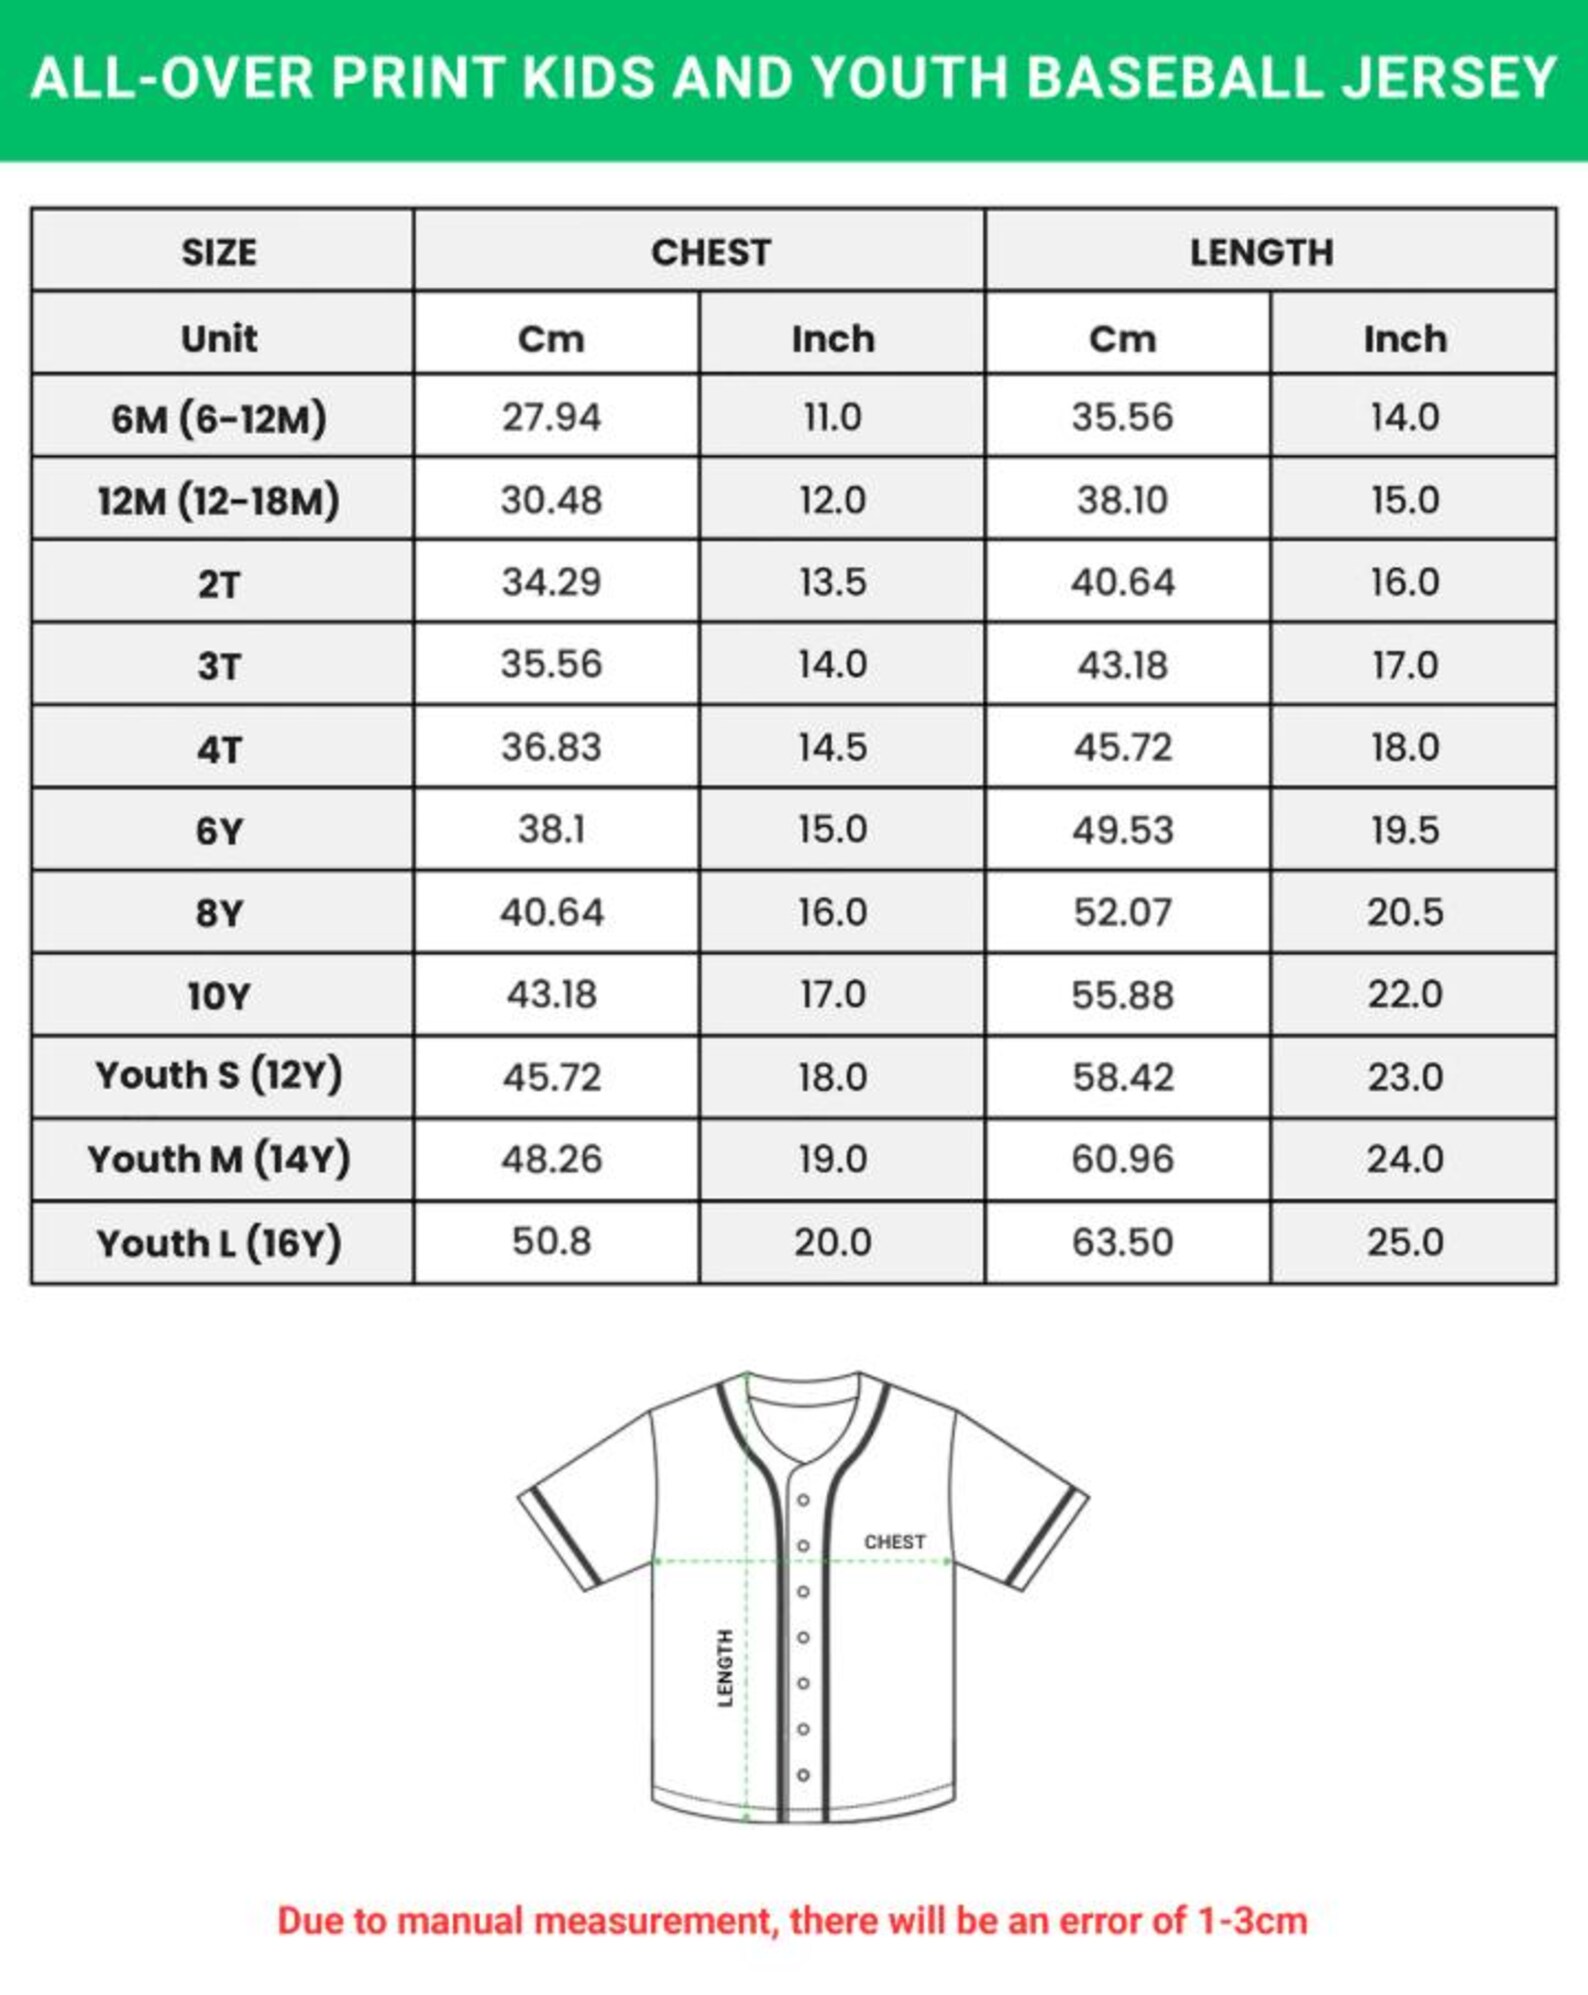 ALL-OVER PRINT KIDS AND YOUTH BASEBALL JERSEY
SIZE CHEST LENGTH
Unit Cm Inch Cm Inch
6M (6-12M) 27.94 11.0 35.56 14.0
12M (12-18M) 30.48 12.0 38.10 15.0
2T 34.29 13.5 40.64 16.0
3T 35.56 14.0 43.18 17.0
4T 36.83 14.5 45.72 18.0
6Y 38.1 15.0 49.53 19.5
8Y 40.64 16.0 52.07 20.5
10Y 43.18 17.0 55.88 22.0
Youth S (12Y) 45.72 18.0 58.42 23.0
Youth M (14Y) 48.26 19.0 60.96 24.0
Youth L (16Y) 50.8 20.0 63.50 25.0
CHEST
LENGTH
Due to manual measurement, there will be an error of 1-3cm